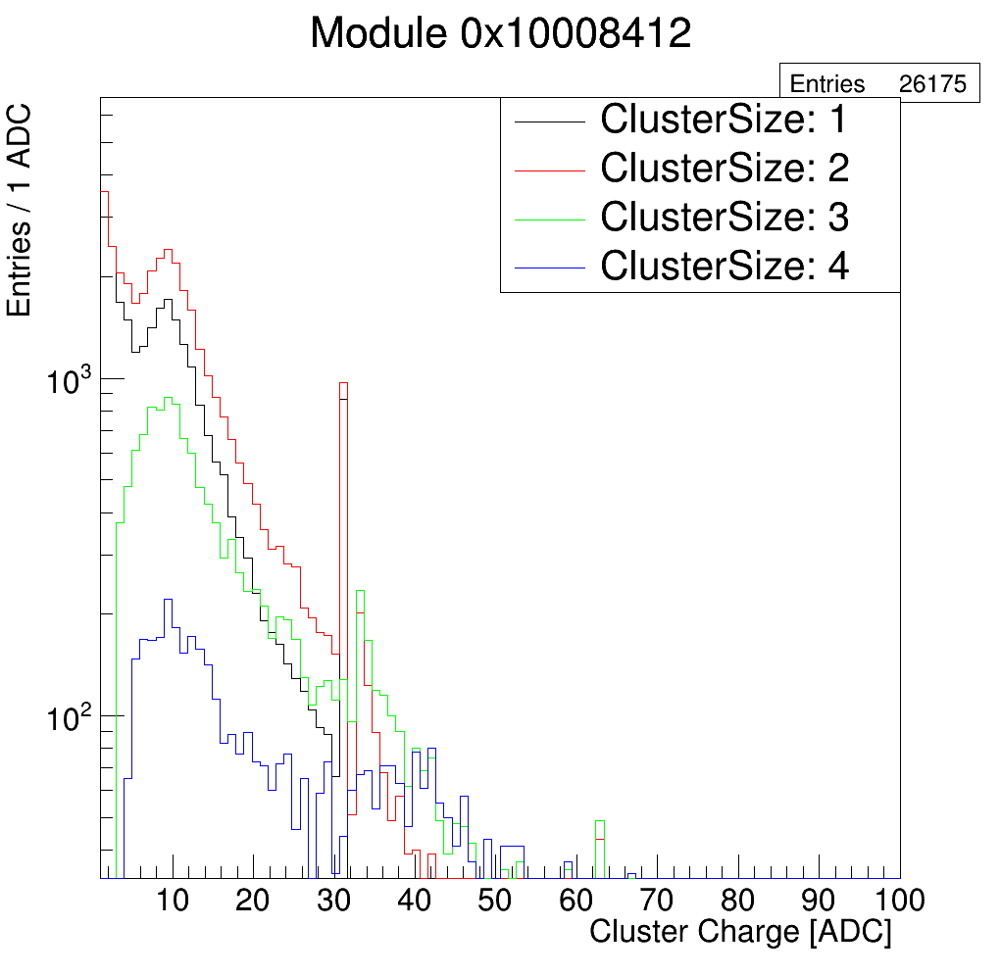 Module 0x10008412
Entries 26175
ClusterSize: 1
ClusterSize: 2
ClusterSize: 3
ClusterSize: 4
Entries / 1 ADC
10³
10²
10 20 30 40 50 60 70 80 90 100
Cluster Charge [ADC]